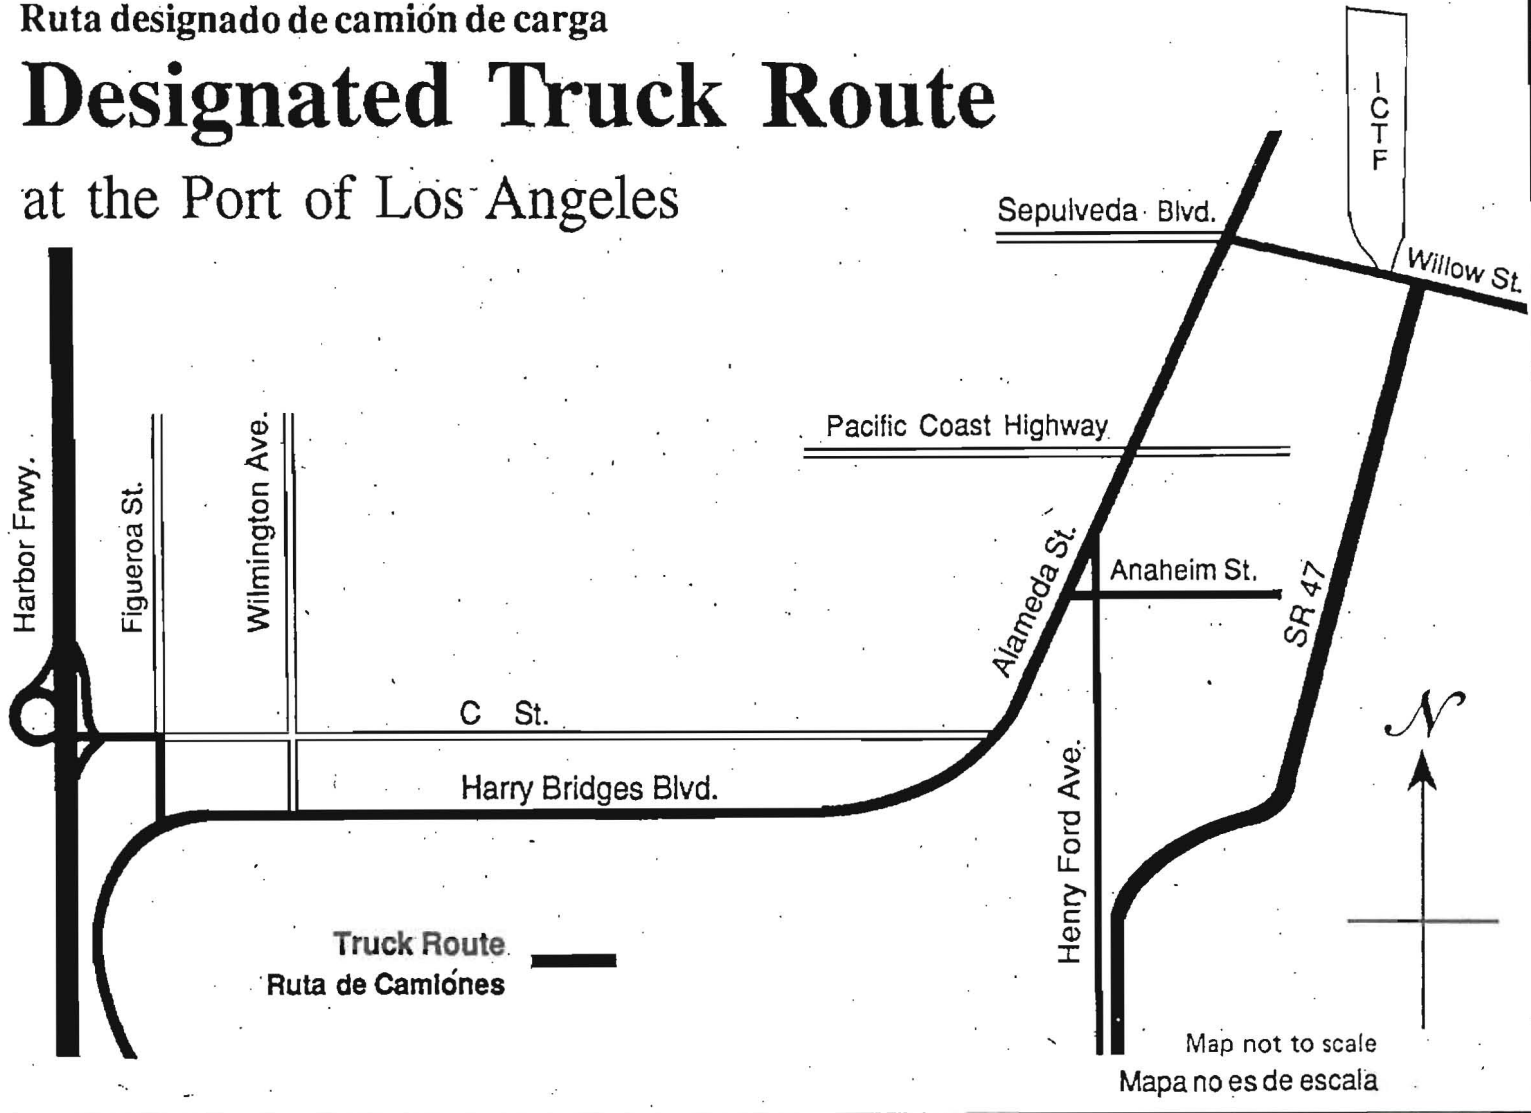 Ruta designado de camión de carga
Designated Truck Route
at the Port of Los Angeles
ICTF
Sepulveda Blvd.
Willow St.
Pacific Coast Highway
Harbor Frwy.
Figueroa St.
Wilmington Ave.
Alameda St.
Anaheim St.
SR 47
C St.
Harry Bridges Blvd.
Henry Ford Ave.
N
Truck Route
Ruta de Camiónes
Map not to scale
Mapa no es de escala